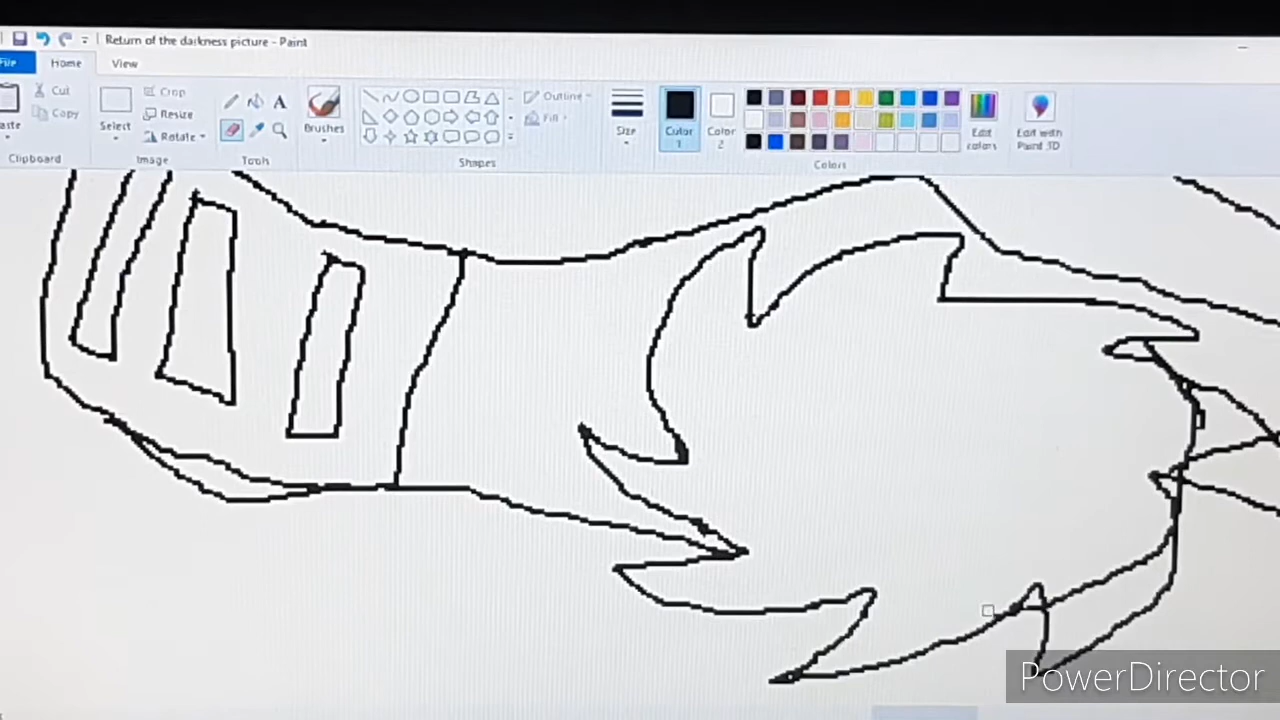 Return of the darkness picture - Paint
File Home View
Cut
Copy
Paste
Clipboard
Select
Crop
Resize
Rotate
Image
A
Tools
Brushes
Outline
Fill
Shapes
Size
Color 1
Color 2
Edit colors
Edit with Paint 3D
Colors
PowerDirector